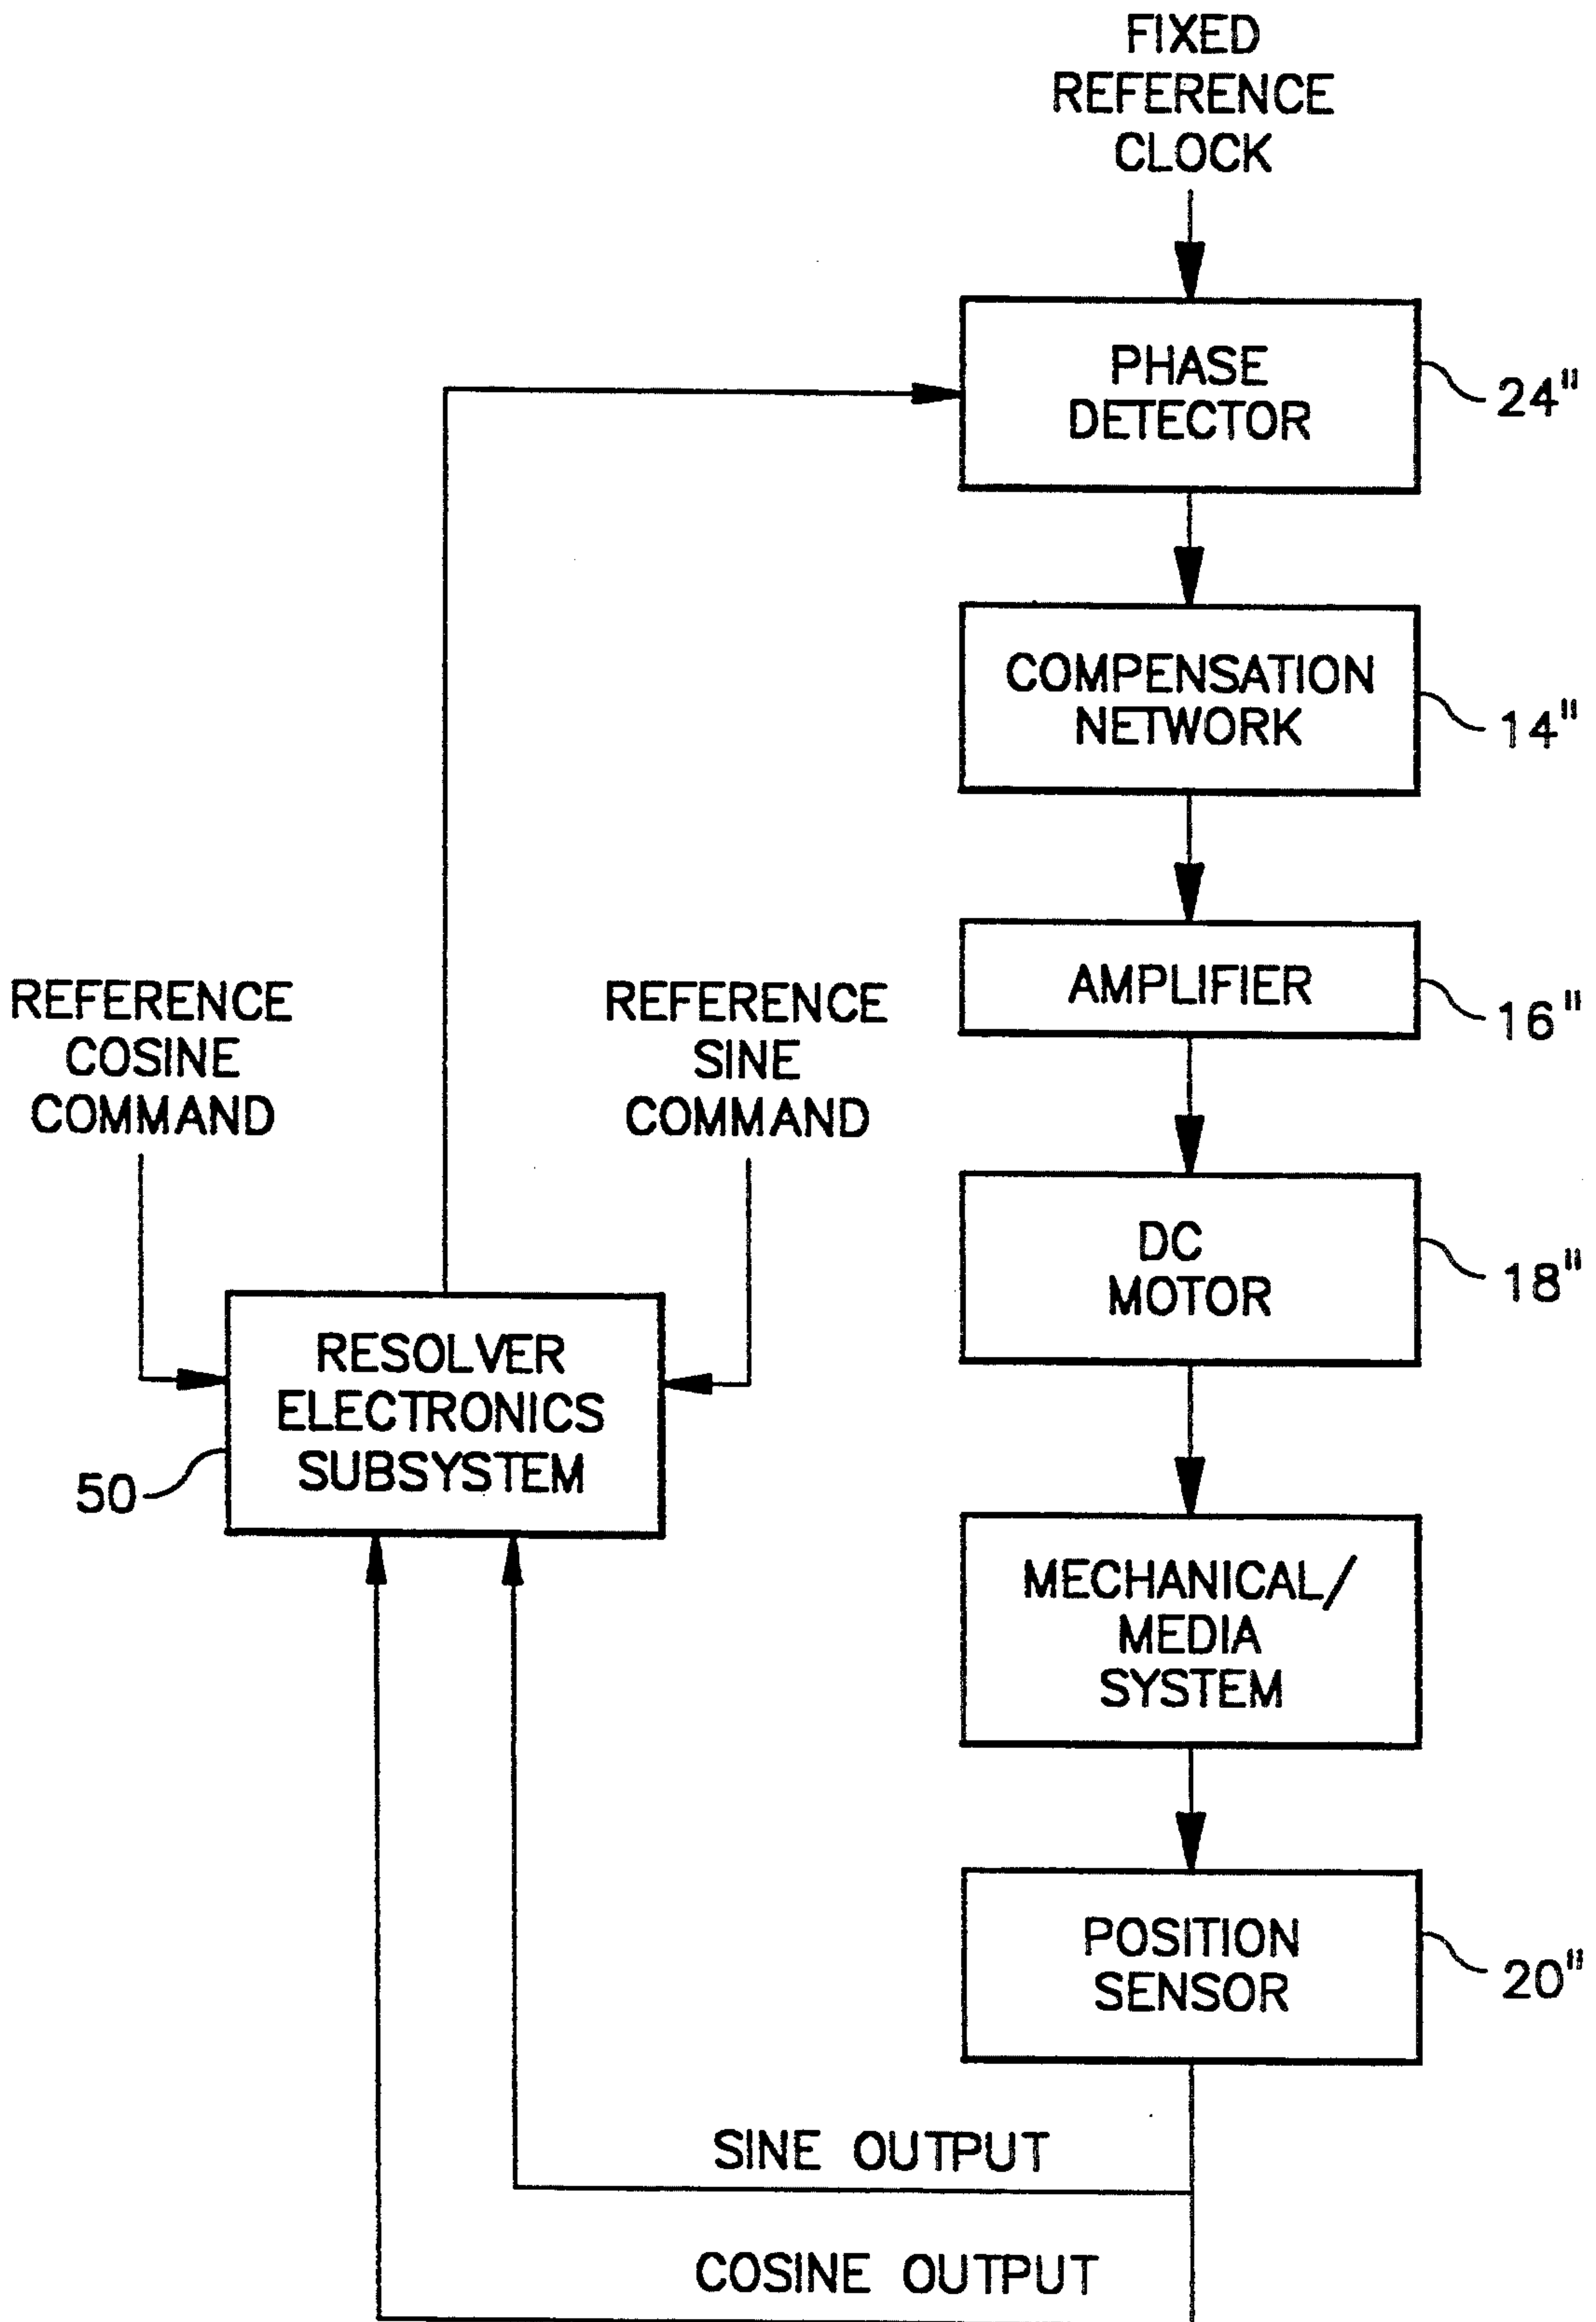 FIXED
REFERENCE
CLOCK
PHASE
DETECTOR
24"
COMPENSATION
NETWORK
14"
AMPLIFIER
16"
REFERENCE
COSINE
COMMAND
REFERENCE
SINE
COMMAND
DC
MOTOR
18"
RESOLVER
ELECTRONICS
SUBSYSTEM
50
MECHANICAL/
MEDIA
SYSTEM
POSITION
SENSOR
20"
SINE OUTPUT
COSINE OUTPUT